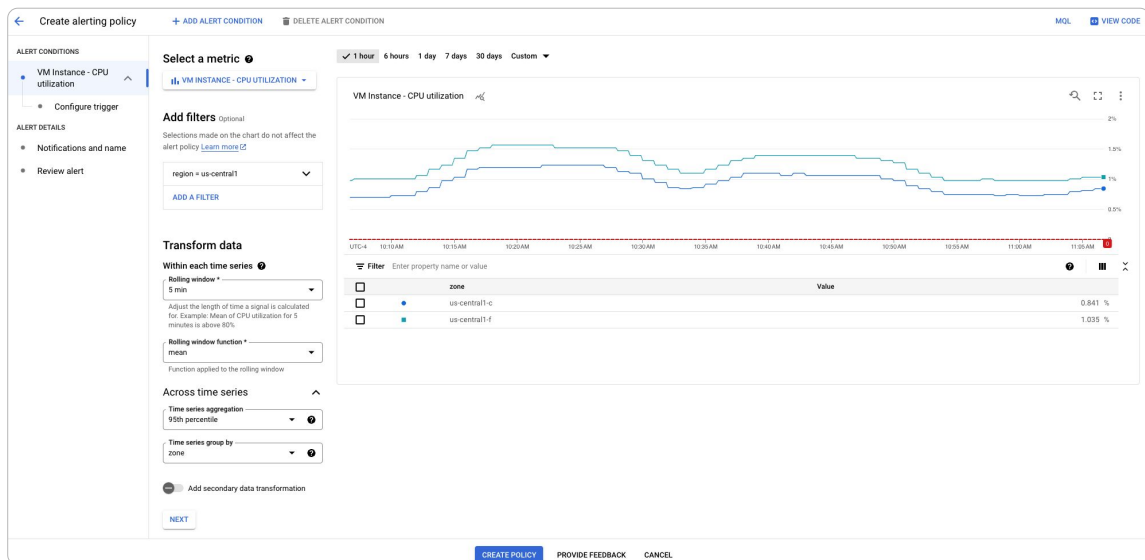 Create alerting policy
+ ADD ALERT CONDITION
DELETE ALERT CONDITION
MQL
VIEW CODE
ALERT CONDITIONS
VM Instance - CPU
utilization
Configure trigger
ALERT DETAILS
Notifications and name
Review alert
Select a metric
VM INSTANCE - CPU UTILIZATION
Add filters Optional
Selections made on the chart do not affect the
alert policy Learn more
region = us-central1
ADD A FILTER
Transform data
Within each time series
Rolling window *
5 min
Adjust the length of time a signal is calculated
for. Example: Mean of CPU utilization for 5
minutes is above 80%
Rolling window function *
mean
Function applied to the rolling window
Across time series
Time series aggregation
95th percentile
Time series group by
zone
Add secondary data transformation
NEXT
1 hour 6 hours 1 day 7 days 30 days Custom
VM Instance - CPU utilization
2%
1.5%
1%
0.5%
0
UTC-4 10:10 AM 10:15 AM 10:20 AM 10:25 AM 10:30 AM 10:35 AM 10:40 AM 10:45 AM 10:50 AM 10:55 AM 11:00 AM 11:05 AM
Filter Enter property name or value
zone Value
us-central1-c 0.841 %
us-central1-f 1.035 %
CREATE POLICY PROVIDE FEEDBACK CANCEL